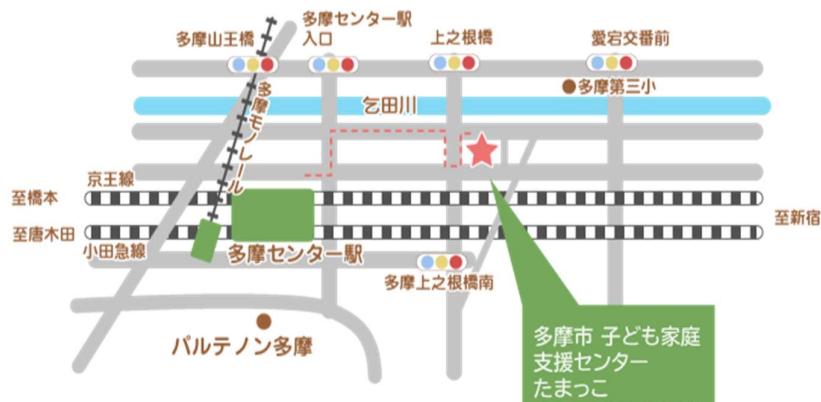 多摩山王橋
多摩センター駅
入口
上之根橋
愛宕交番前
多摩第三小
乞田川
多摩モノレール
京王線
至橋本
至新宿
至唐木田
小田急線
多摩センター駅
多摩上之根橋南
パルテノン多摩
多摩市 子ども家庭
支援センター
たまっこ